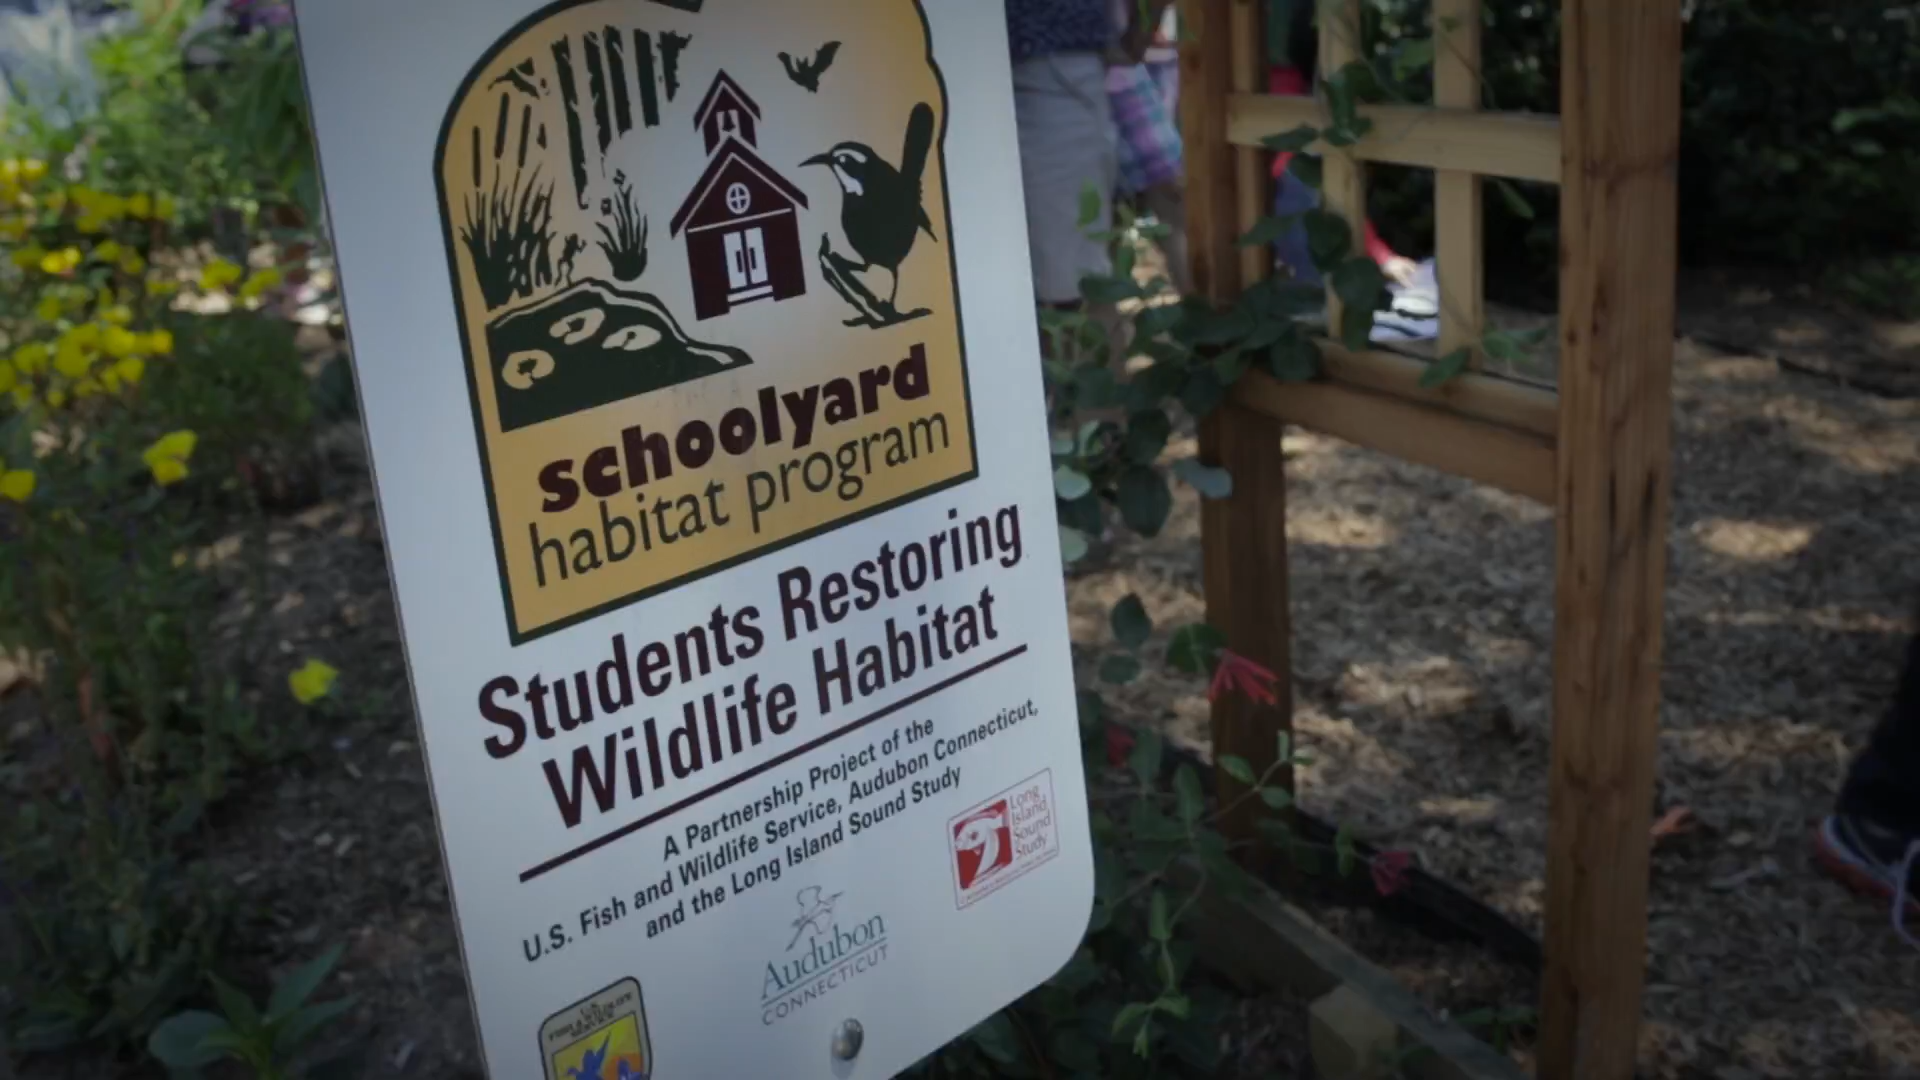 schoolyard
habitat program
Students Restoring
Wildlife Habitat
A Partnership Project of the
U.S. Fish and Wildlife Service, Audubon Connecticut,
and the Long Island Sound Study
Long
Island
Sound
Study
Audubon
CONNECTICUT